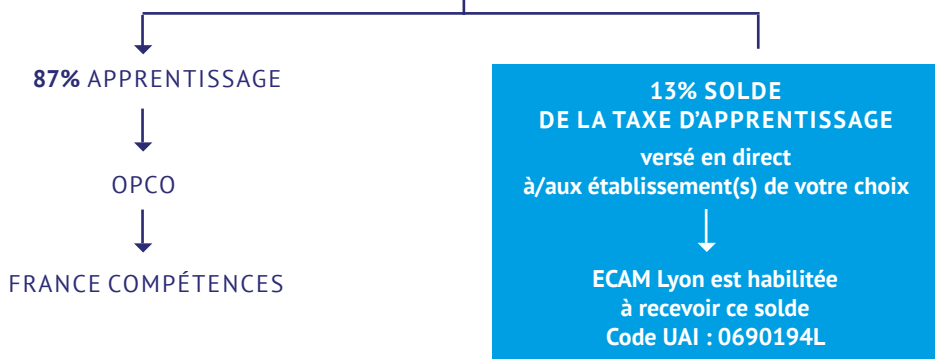 87% APPRENTISSAGE
OPCO
FRANCE COMPÉTENCES
13% SOLDE
DE LA TAXE D'APPRENTISSAGE
versé en direct
à/aux établissement(s) de votre choix
ECAM Lyon est habilitée
à recevoir ce solde
Code UAI : 0690194L